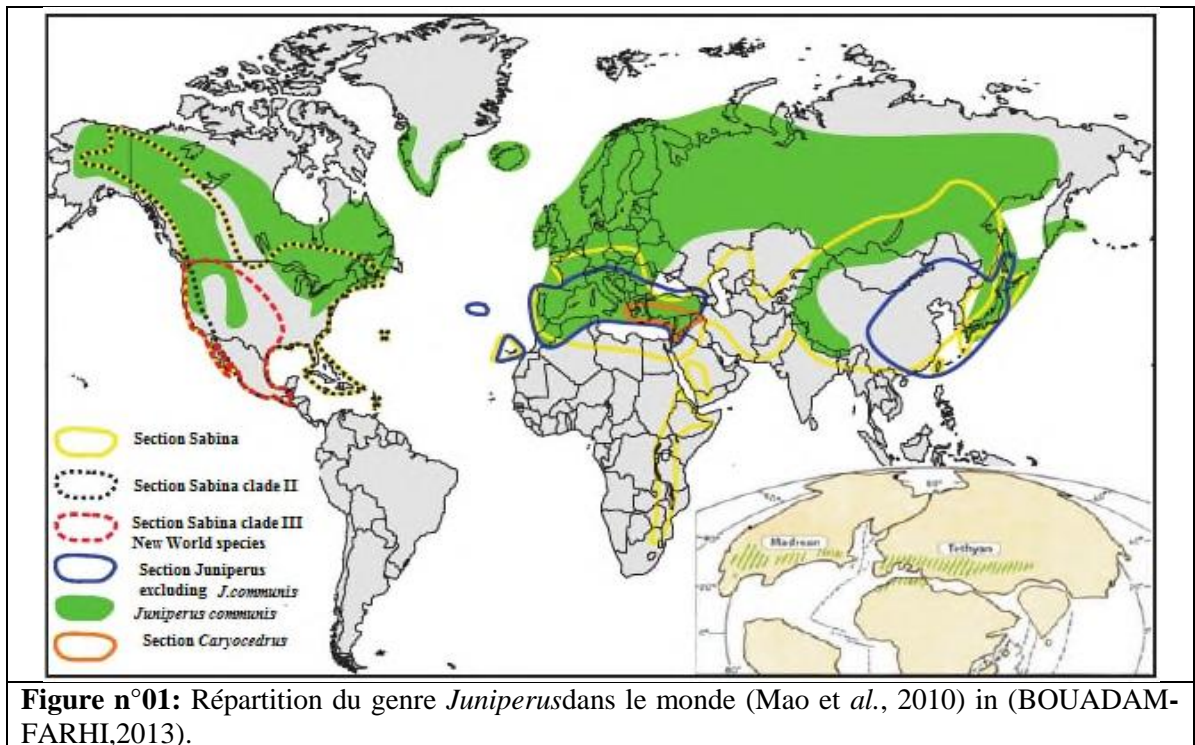 Section Sabina
Section Sabina clade II
Section Sabina clade III
New World species
Section Juniperus
excluding J.communis
Juniperus communis
Section Caryocedrus
Madrean
Tethyan
Figure n°01: Répartition du genre Juniperusdans le monde (Mao et al., 2010) in (BOUADAM-
FARHI,2013).